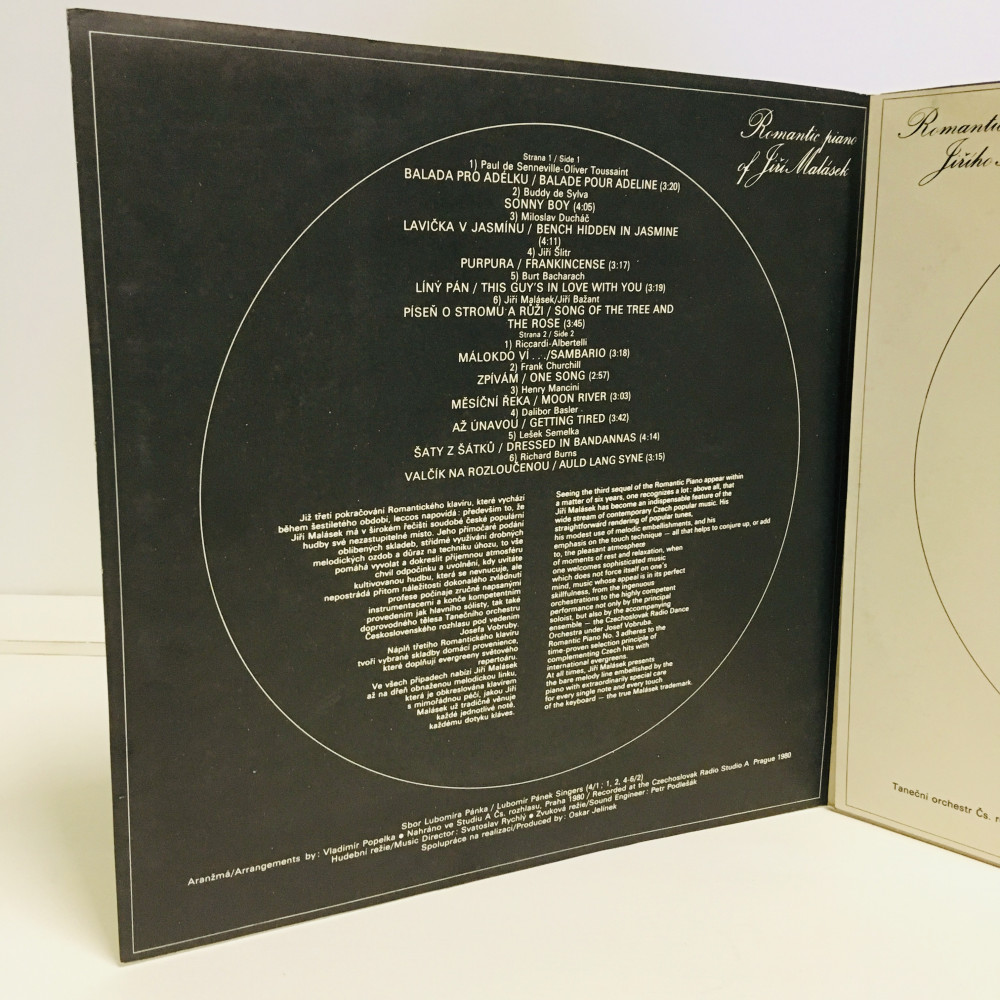 Romantic piano
of Jiří Malásek
Strana 1 / Side 1
1) Paul de Senneville-Oliver Toussaint
BALADA PRO ADÉLKU / BALADE POUR ADELINE (3:20)
2) Buddy de Sylva
SONNY BOY (4:05)
3) Miloslav Ducháč
LAVIČKA V JASMÍNU / BENCH HIDDEN IN JASMINE
(4:11)
4) Jiří Šlitr
PURPURA / FRANKINCENSE (3:17)
5) Burt Bacharach
LÍNÝ PÁN / THIS GUY'S IN LOVE WITH YOU (3:19)
6) Jiří Malásek/Jiří Bažant
PÍSEŇ O STROMU A RŮŽI / SONG OF THE TREE AND
THE ROSE (3:45)
Strana 2 / Side 2
1) Riccardi-Albertelli
MÁLOKDO VÍ .../SAMBARIO (3:18)
2) Frank Churchill
ZPÍVÁM / ONE SONG (2:57)
3) Henry Mancini
MĚSÍČNÍ ŘEKA / MOON RIVER (3:03)
4) Dalibor Basler
AŽ ÚNAVOU / GETTING TIRED (3:42)
5) Lešek Semelka
ŠATY Z ŠÁTKŮ / DRESSED IN BANDANNAS (4:14)
6) Richard Burns
VALČÍK NA ROZLOUČENOU / AULD LANG SYNE (3:15)
Již třetí pokračování Romantického klavíru, které vychází
během šestiletého období, leccos napovídá: především to, že
Jiří Malásek má v širokém řečišti soudobé české populární
hudby své nezastupitelné místo. Jeho přímočaré podání
oblíbených skladeb, střídmé využívání drobných
melodických ozdob a důraz na techniku úhozu, to vše
pomáhá vyvolat a dokreslit příjemnou atmosféru
chvil odpočinku a uvolnění, kdy uvítáte
kultivovanou hudbu, která se nevnucuje, ale
nepostrádá přitom náležitosti dokonalého zvládnutí
profese počínaje zručně napsanými
instrumentacemi a konče kompetentním
provedením jak hlavního sólisty, tak také
doprovodného tělesa Tanečního orchestru
Československého rozhlasu pod vedením
Josefa Vobruby.
Náplň třetího Romantického klavíru
tvoří vybrané skladby domácí provenience,
které doplňují evergreeny světového
repertoáru.
Ve všech případech nabízí Jiří Malásek
až na dřeň obnaženou melodickou linku,
která je obkreslována klavírem
s mimořádnou péčí, jakou Jiří
Malásek už tradičně věnuje
každé jednotlivé notě,
každému dotyku kláves.
Seeing the third sequel of the Romantic Piano appear within
a matter of six years, one recognizes a lot: above all, that
Jiří Malásek has become an indispensable feature of the
wide stream of contemporary Czech popular music. His
straightforward rendering of popular tunes,
his modest use of melodic embellishments, and his
emphasis on the touch technique — all that helps to conjure up, or add
to, the pleasant atmosphere
of moments of rest and relaxation, when
one welcomes sophisticated music
which does not force itself on one's
mind, music whose appeal is in its perfect
skillfulness, from the ingenuous
orchestrations to the highly competent
performance not only by the principal
soloist, but also by the accompanying
ensemble — the Czechoslovak Radio Dance
Orchestra under Josef Vobruba.
Romantic Piano No. 3 adheres to the
time-proven selection principle of
complementing Czech hits with
international evergreens.
At all times, Jiří Malásek presents
the bare melody line embellished by the
piano with extraordinarily special care
for every single note and every touch
of the keyboard — the true Malásek trademark.
Sbor Lubomíra Pánka / Lubomír Pánek Singers (4/1; 1, 2, 4-6/2)
Aranžmá/Arrangements by: Vladimír Popelka ● Nahráno ve Studiu A Čs. rozhlasu, Praha 1980 / Recorded at the Czechoslovak Radio Studio A Prague 1980
Hudební režie/Music Director: Svatoslav Rychlý ● Zvuková režie/Sound Engineer: Petr Podlešák
Spolupráce na realizaci/Produced by: Oskar Jelínek
Romantic
Jiřího
Taneční orchestr Čs. r